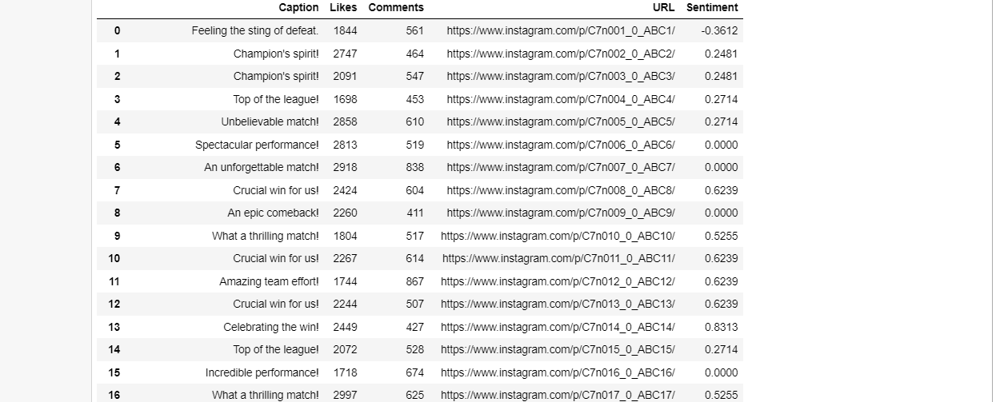 Caption Likes Comments URL Sentiment
0 Feeling the sting of defeat. 1844 561 https://www.instagram.com/p/C7n001_0_ABC1/ -0.3612
1 Champion's spirit! 2747 464 https://www.instagram.com/p/C7n002_0_ABC2/ 0.2481
2 Champion's spirit! 2091 547 https://www.instagram.com/p/C7n003_0_ABC3/ 0.2481
3 Top of the league! 1698 453 https://www.instagram.com/p/C7n004_0_ABC4/ 0.2714
4 Unbelievable match! 2858 610 https://www.instagram.com/p/C7n005_0_ABC5/ 0.2714
5 Spectacular performance! 2813 519 https://www.instagram.com/p/C7n006_0_ABC6/ 0.0000
6 An unforgettable match! 2918 838 https://www.instagram.com/p/C7n007_0_ABC7/ 0.0000
7 Crucial win for us! 2424 604 https://www.instagram.com/p/C7n008_0_ABC8/ 0.6239
8 An epic comeback! 2260 411 https://www.instagram.com/p/C7n009_0_ABC9/ 0.0000
9 What a thrilling match! 1804 517 https://www.instagram.com/p/C7n010_0_ABC10/ 0.5255
10 Crucial win for us! 2267 614 https://www.instagram.com/p/C7n011_0_ABC11/ 0.6239
11 Amazing team effort! 1744 867 https://www.instagram.com/p/C7n012_0_ABC12/ 0.6239
12 Crucial win for us! 2244 507 https://www.instagram.com/p/C7n013_0_ABC13/ 0.6239
13 Celebrating the win! 2449 427 https://www.instagram.com/p/C7n014_0_ABC14/ 0.8313
14 Top of the league! 2072 528 https://www.instagram.com/p/C7n015_0_ABC15/ 0.2714
15 Incredible performance! 1718 674 https://www.instagram.com/p/C7n016_0_ABC16/ 0.0000
16 What a thrilling match! 2997 625 https://www.instagram.com/p/C7n017_0_ABC17/ 0.5255